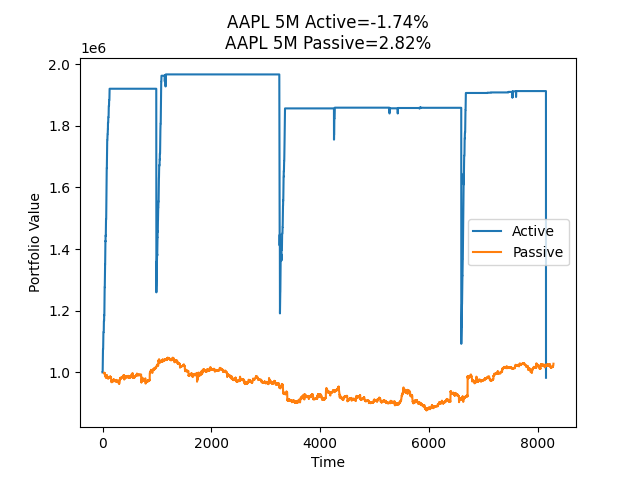 AAPL 5M Active=-1.74%
AAPL 5M Passive=2.82%
1e6
2.0
1.8
1.6
1.4
1.2
1.0
Portfolio Value
Active
Passive
0 2000 4000 6000 8000
Time